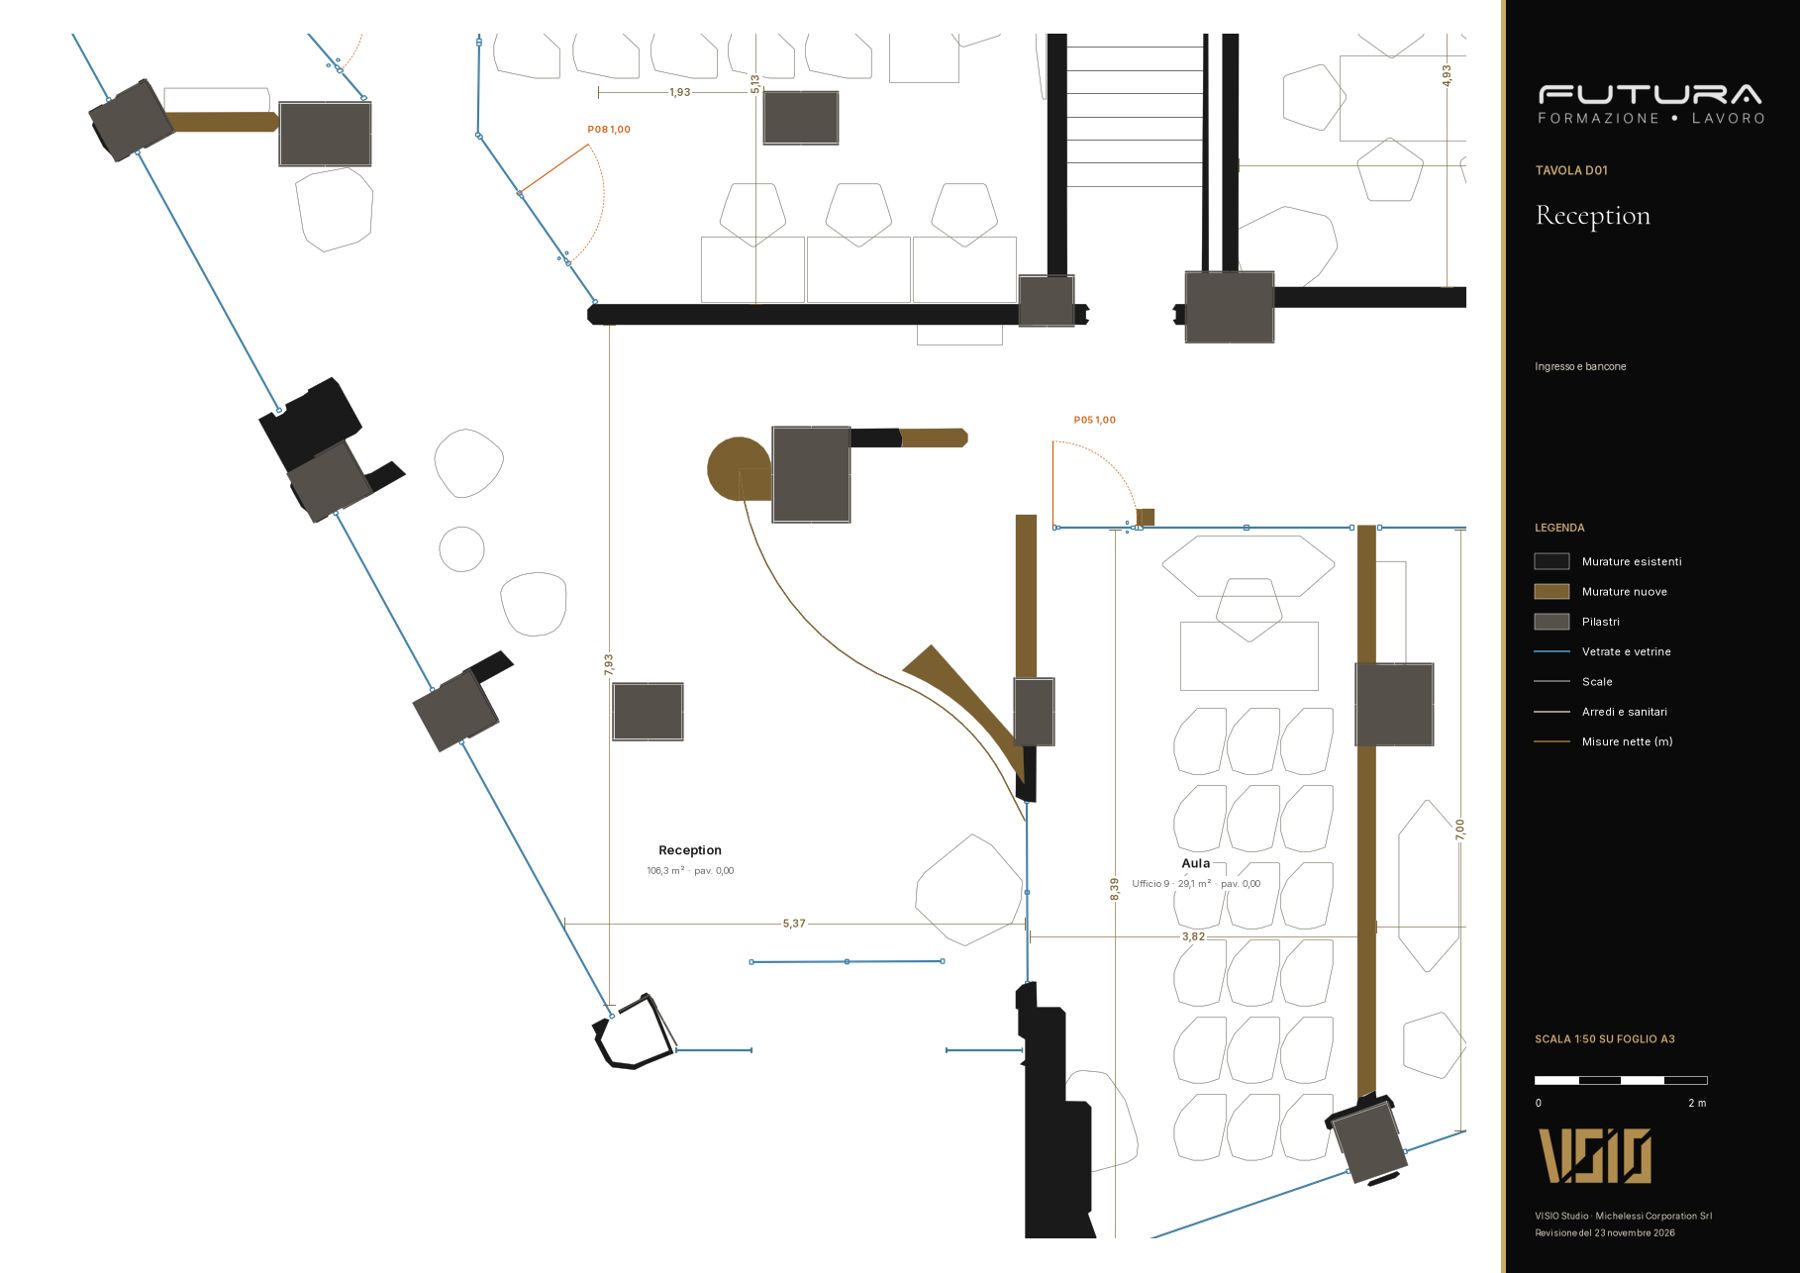 1,93
5,13
4,93
P08 1,00
P05 1,00
7,93
Reception
106,3 m² · pav. 0,00
5,37
8,39
Aula
Ufficio 9 · 29,1 m² · pav. 0,00
3,82
7,00
FUTURA
FORMAZIONE • LAVORO
TAVOLA D01
Reception
Ingresso e bancone
LEGENDA
Murature esistenti
Murature nuove
Pilastri
Vetrate e vetrine
Scale
Arredi e sanitari
Misure nette (m)
SCALA 1:50 SU FOGLIO A3
0 2 m
VISIO
VISIO Studio · Michelessi Corporation Srl
Revisione del 23 novembre 2026